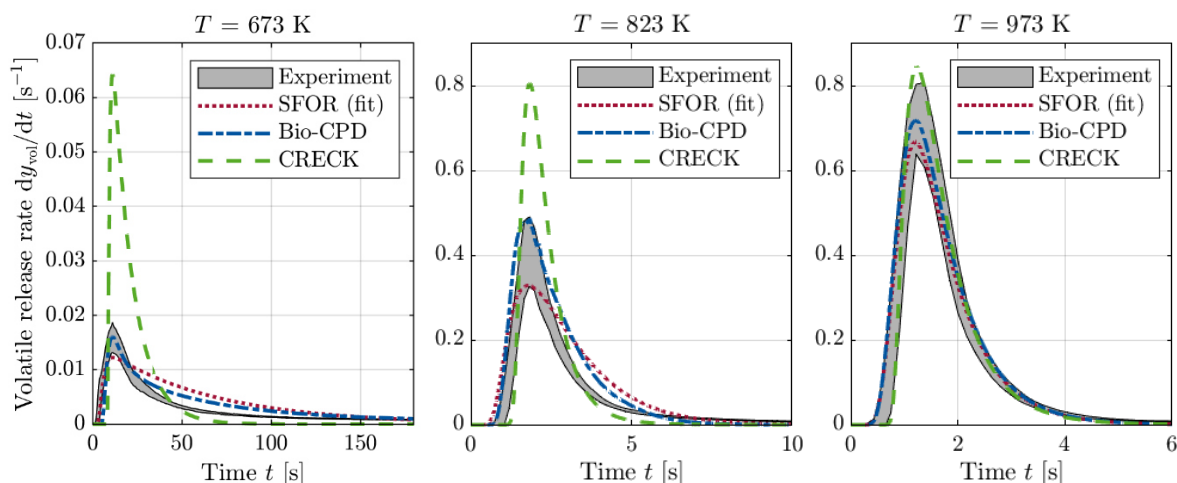 T = 673 K
Volatile release rate dy_vol/dt [s⁻¹]
0.07
0.06
0.05
0.04
0.03
0.02
0.01
0
Experiment
SFOR (fit)
Bio-CPD
CRECK
0 50 100 150
Time t [s]
T = 823 K
0.8
0.6
0.4
0.2
0
Experiment
SFOR (fit)
Bio-CPD
CRECK
0 5 10
Time t [s]
T = 973 K
0.8
0.6
0.4
0.2
0
Experiment
SFOR (fit)
Bio-CPD
CRECK
0 2 4 6
Time t [s]